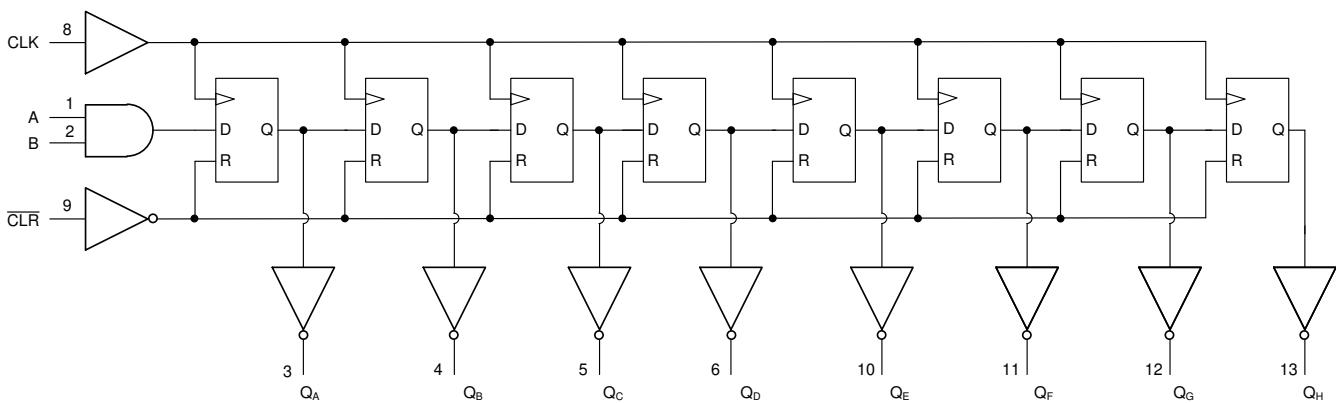 CLK 8
A 1
B 2
D Q D Q D Q D Q D Q D Q D Q D Q
R R R R R R R R
CLR 9
3 4 5 6 10 11 12 13
QA QB QC QD QE QF QG QH